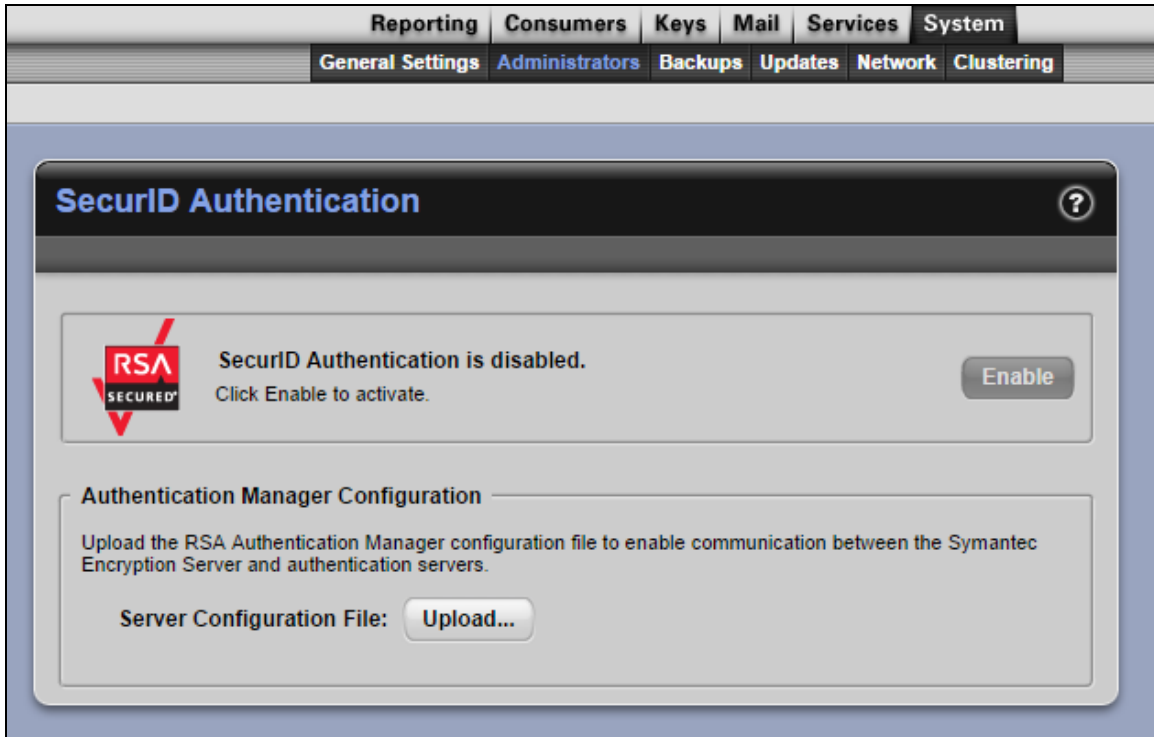 Reporting Consumers Keys Mail Services System
General Settings Administrators Backups Updates Network Clustering
SecurID Authentication
?
RSA
SECURED
SecurID Authentication is disabled.
Click Enable to activate.
Enable
Authentication Manager Configuration
Upload the RSA Authentication Manager configuration file to enable communication between the Symantec
Encryption Server and authentication servers.
Server Configuration File: Upload...